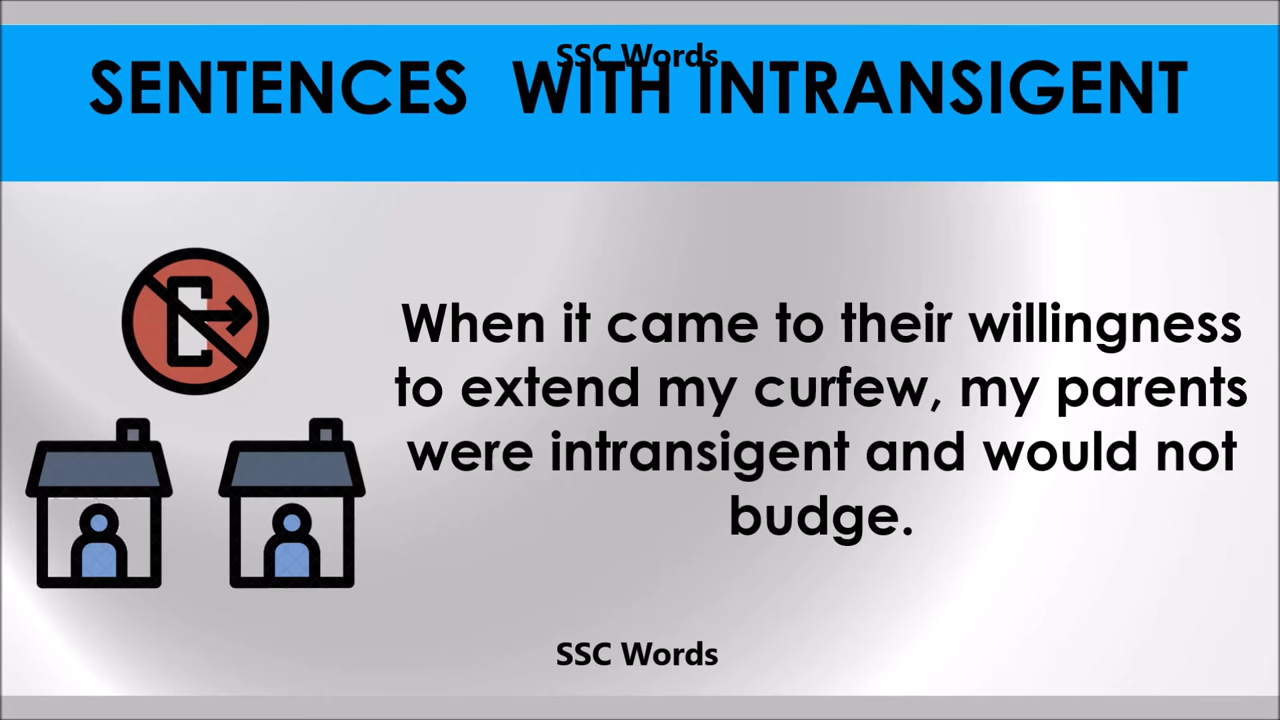 SSC Words
SENTENCES WITH INTRANSIGENT
When it came to their willingness
to extend my curfew, my parents
were intransigent and would not
budge.
SSC Words